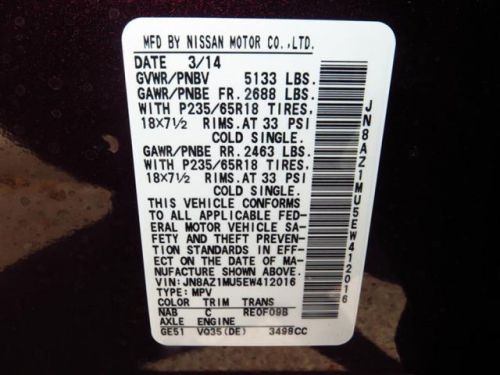 MFD BY NISSAN MOTOR CO.,LTD.
DATE 3/14
GVWR/PNBV 5133 LBS.
GAWR/PNBE FR. 2688 LBS.
WITH P235/65R18 TIRES.
18X7½ RIMS.AT 33 PSI
COLD SINGLE.
GAWR/PNBE RR. 2463 LBS.
WITH P235/65R18 TIRES.
18X7½ RIMS.AT 33 PSI
COLD SINGLE.
THIS VEHICLE CONFORMS
TO ALL APPLICABLE FED-
ERAL MOTOR VEHICLE SA-
FETY AND THEFT PREVENTION
STANDARDS IN EFF-
ECT ON THE DATE OF MA-
NUFACTURE SHOWN ABOVE.
VIN:JN8AZ1MU5EW412016
TYPE: MPV
COLOR TRIM TRANS
NAB C RE0F09B
AXLE ENGINE
GE51 VQ35(DE) 3498CC
JN8AZ1MU5EW412016